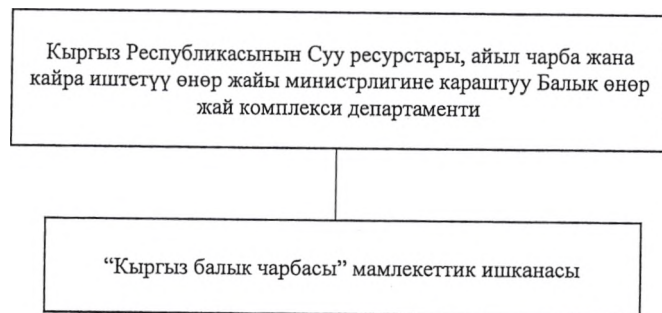 Кыргыз Республикасынын Суу ресурстары, айыл чарба жана
кайра иштетүү өнөр жайы министрлигине караштуу Балык өнөр
жай комплекси департаменти
“Кыргыз балык чарбасы” мамлекеттик ишканасы